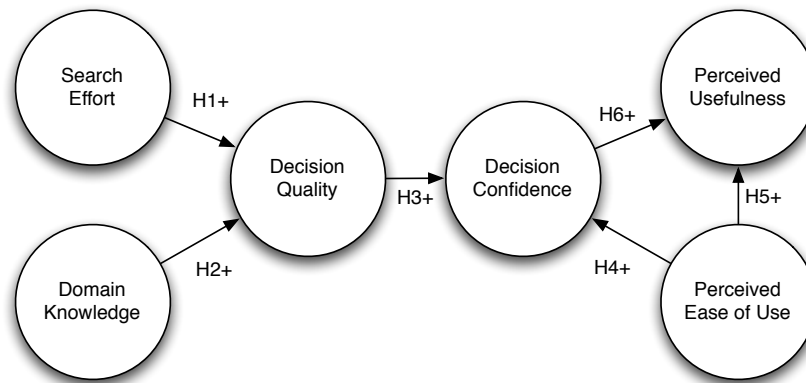 Search
Effort
H1+
Domain
Knowledge
H2+
Decision
Quality
H3+
Decision
Confidence
H6+
H4+
Perceived
Usefulness
H5+
Perceived
Ease of Use